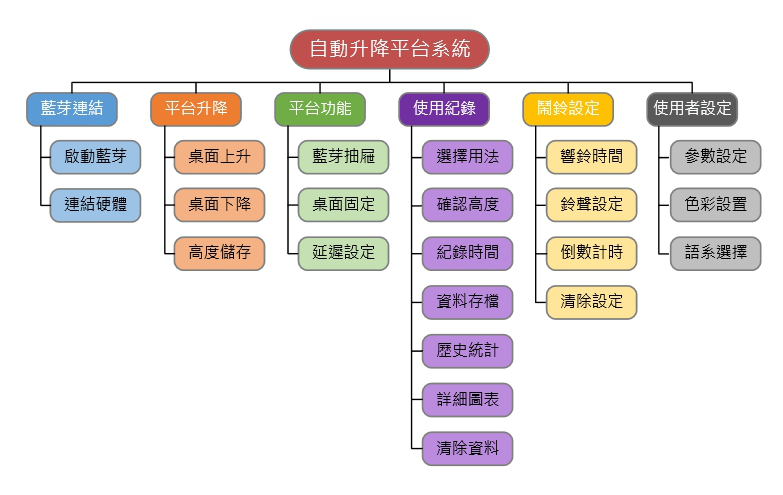 自動升降平台系統
藍芽連結
啟動藍芽
連結硬體
平台升降
桌面上升
桌面下降
高度儲存
平台功能
藍芽抽屜
桌面固定
延遲設定
使用紀錄
選擇用法
確認高度
紀錄時間
資料存檔
歷史統計
詳細圖表
清除資料
鬧鈴設定
響鈴時間
鈴聲設定
倒數計時
清除設定
使用者設定
參數設定
色彩設置
語系選擇